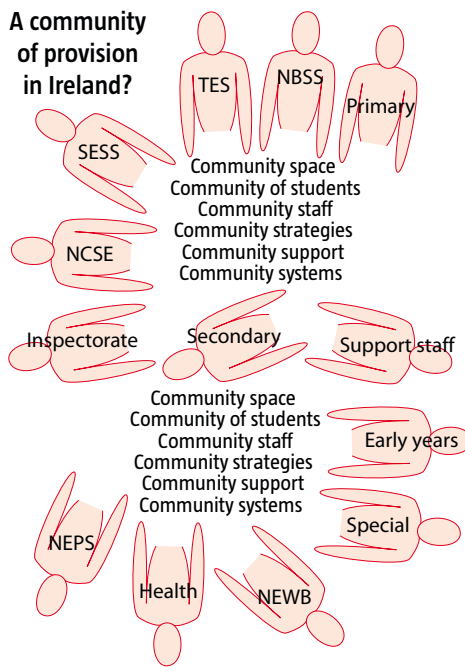 A community
of provision
in Ireland?
TES
NBSS
Primary
SESS
Community space
Community of students
Community staff
Community strategies
Community support
Community systems
NCSE
Inspectorate
Secondary
Support staff
Community space
Community of students
Community staff
Community strategies
Community support
Community systems
Early years
Special
NEPS
Health
NEWB